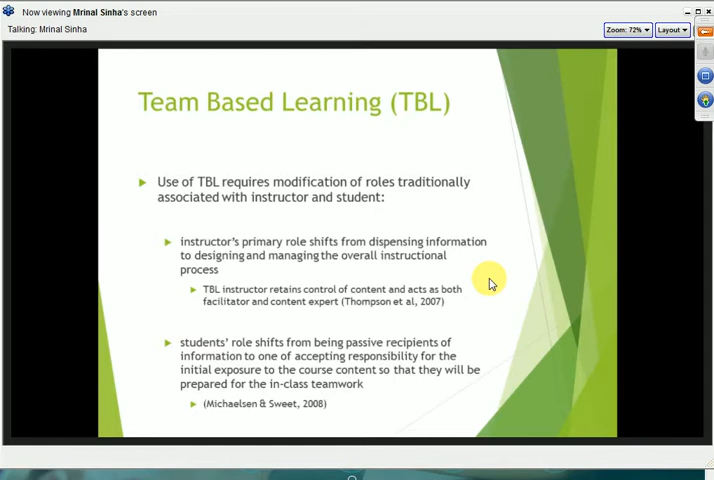 Now viewing Mrinal Sinha's screen
Talking: Mrinal Sinha
Zoom: 72%
Layout
Team Based Learning (TBL)
Use of TBL requires modification of roles traditionally
associated with instructor and student:
instructor's primary role shifts from dispensing information
to designing and managing the overall instructional
process
TBL instructor retains control of content and acts as both
facilitator and content expert (Thompson et al, 2007)
students' role shifts from being passive recipients of
information to one of accepting responsibility for the
initial exposure to the course content so that they will be
prepared for the in-class teamwork
(Michaelsen & Sweet, 2008)